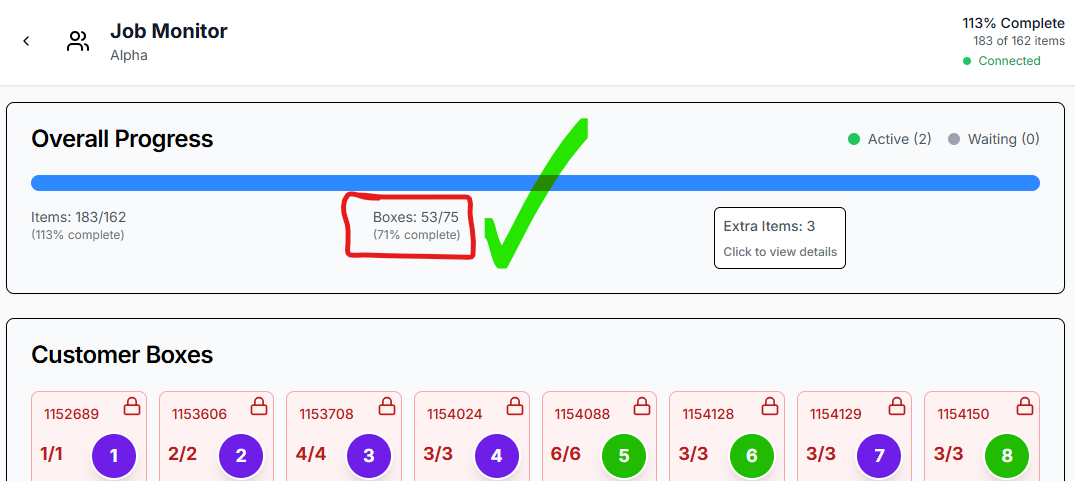 Job Monitor
Alpha
113% Complete
183 of 162 items
Connected
Overall Progress
Active (2)
Waiting (0)
Items: 183/162
(113% complete)
Boxes: 53/75
(71% complete)
Extra Items: 3
Click to view details
Customer Boxes
1152689 1153606 1153708 1154024 1154088 1154128 1154129 1154150
1/1 1 2/2 2 4/4 3 3/3 4 6/6 5 3/3 6 3/3 7 3/3 8